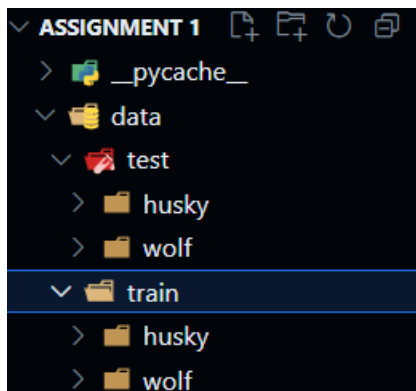 ASSIGNMENT 1
__pycache__
data
test
husky
wolf
train
husky
wolf